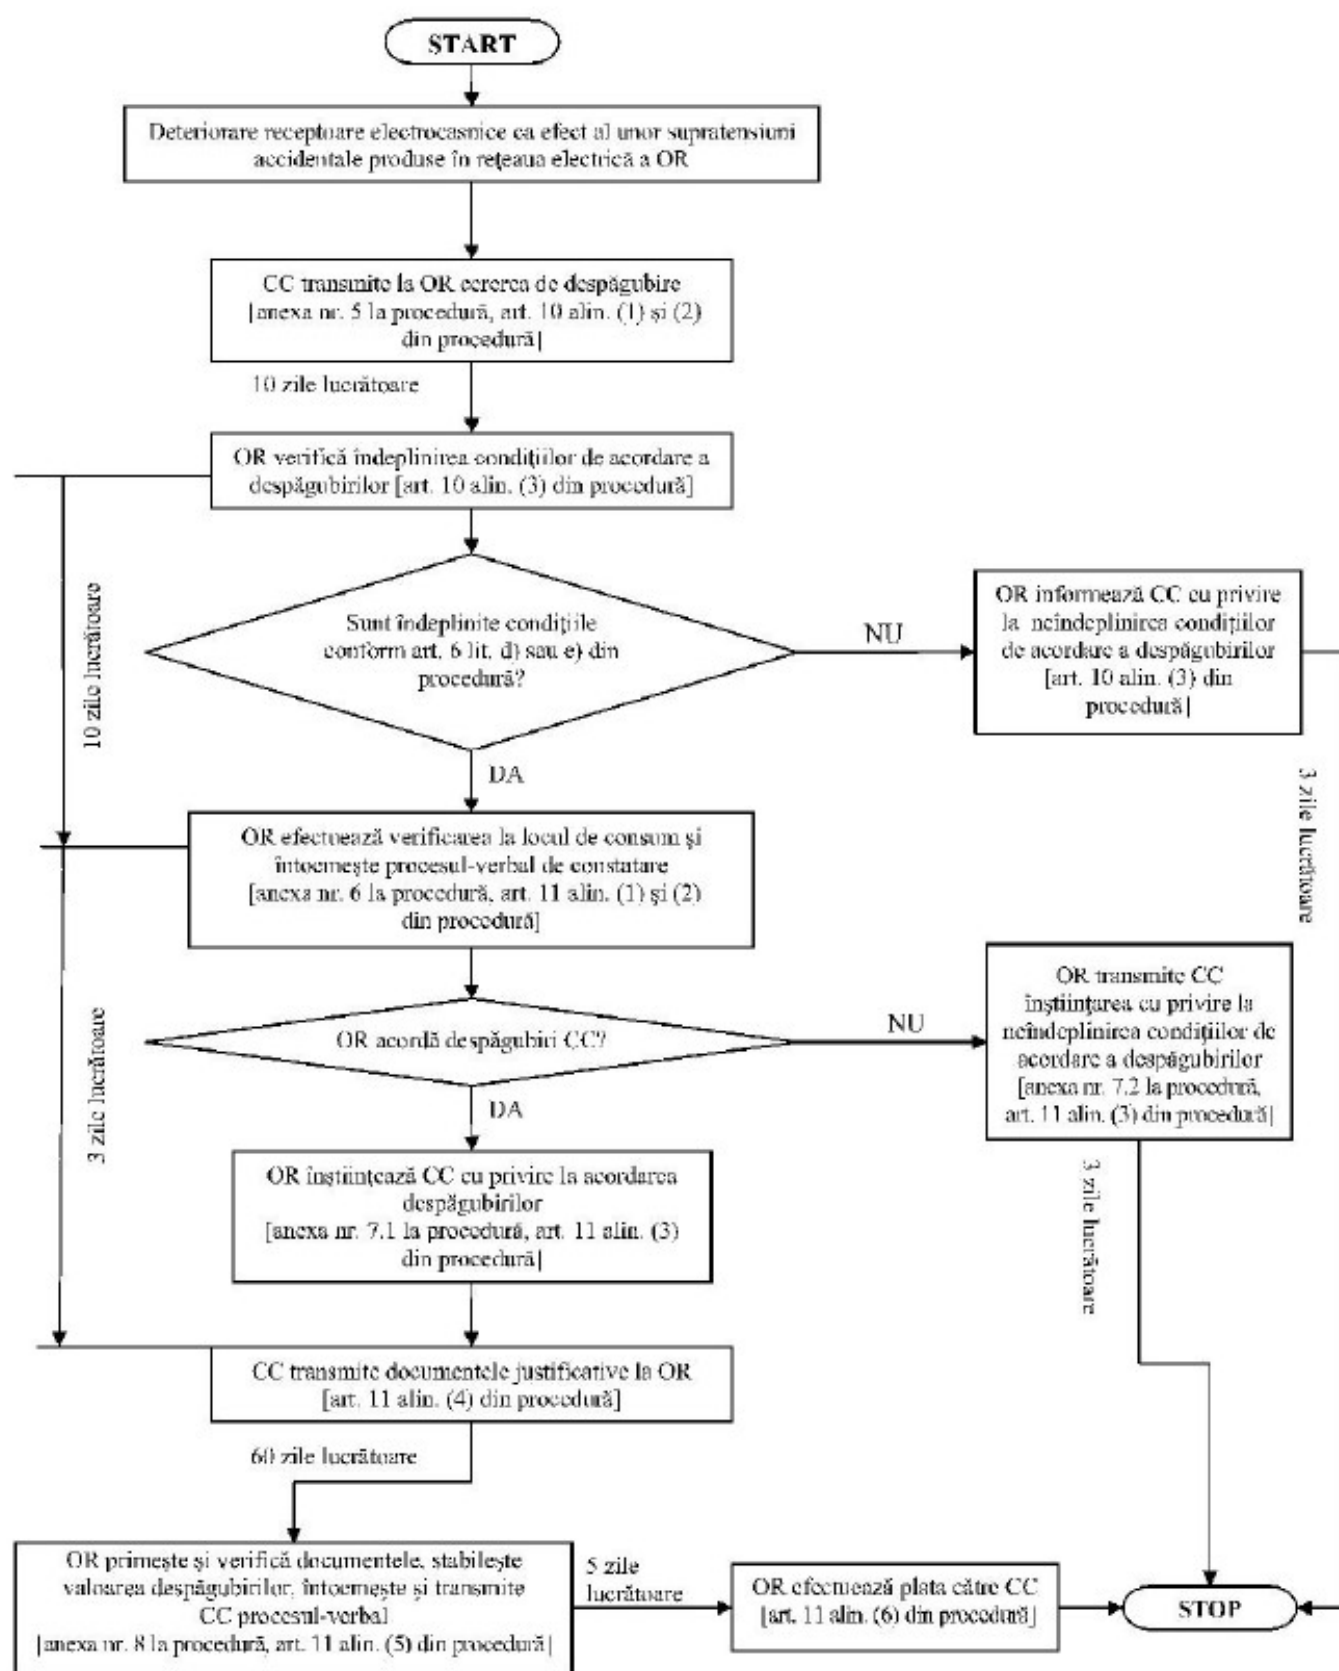 START
Deteriorare receptoare electrocasnice ca efect al unor supratensiuni
accidentale produse în rețeaua electrică a OR
CC transmite la OR cererea de despăgubire
[anexa nr. 5 la procedură, art. 10 alin. (1) și (2)
din procedură]
10 zile lucrătoare
OR verifică îndeplinirea condițiilor de acordare a
despăgubirilor [art. 10 alin. (3) din procedură]
10 zile lucrătoare
Sunt îndeplinite condițiile
conform art. 6 lit. d) sau e) din
procedură?
NU
OR informează CC cu privire
la neîndeplinirea condițiilor
de acordare a despăgubirilor
[art. 10 alin. (3) din
procedură]
3 zile lucrătoare
DA
OR efectuează verificarea la locul de consum și
întocmește procesul-verbal de constatare
[anexa nr. 6 la procedură, art. 11 alin. (1) și (2)
din procedură]
3 zile lucrătoare
OR acordă despăgubiri CC?
NU
OR transmite CC
înștiințarea cu privire la
neîndeplinirea condițiilor de
acordare a despăgubirilor
[anexa nr. 7.2 la procedură,
art. 11 alin. (3) din procedură]
3 zile lucrătoare
DA
OR înștiințează CC cu privire la acordarea
despăgubirilor
[anexa nr. 7.1 la procedură, art. 11 alin. (3)
din procedură]
CC transmite documentele justificative la OR
[art. 11 alin. (4) din procedură]
60 zile lucrătoare
OR primește și verifică documentele, stabilește
valoarea despăgubirilor, întocmește și transmite
CC procesul-verbal
[anexa nr. 8 la procedură, art. 11 alin. (5) din procedură]
5 zile
lucrătoare
OR efectuează plata către CC
[art. 11 alin. (6) din procedură]
STOP